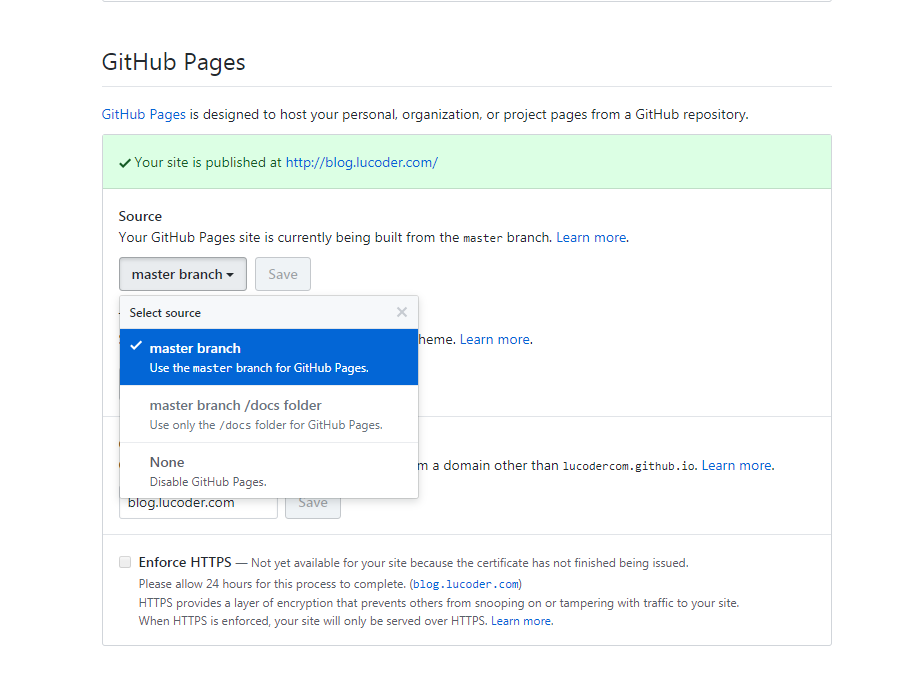 GitHub Pages
GitHub Pages is designed to host your personal, organization, or project pages from a GitHub repository.
Your site is published at http://blog.lucoder.com/
Source
Your GitHub Pages site is currently being built from the master branch. Learn more.
master branch
Save
Select source
master branch
Use the master branch for GitHub Pages.
heme. Learn more.
master branch /docs folder
Use only the /docs folder for GitHub Pages.
None
m a domain other than lucodercom.github.io. Learn more.
Disable GitHub Pages.
blog.lucoder.com
Save
Enforce HTTPS — Not yet available for your site because the certificate has not finished being issued.
Please allow 24 hours for this process to complete. (blog.lucoder.com)
HTTPS provides a layer of encryption that prevents others from snooping on or tampering with traffic to your site.
When HTTPS is enforced, your site will only be served over HTTPS. Learn more.